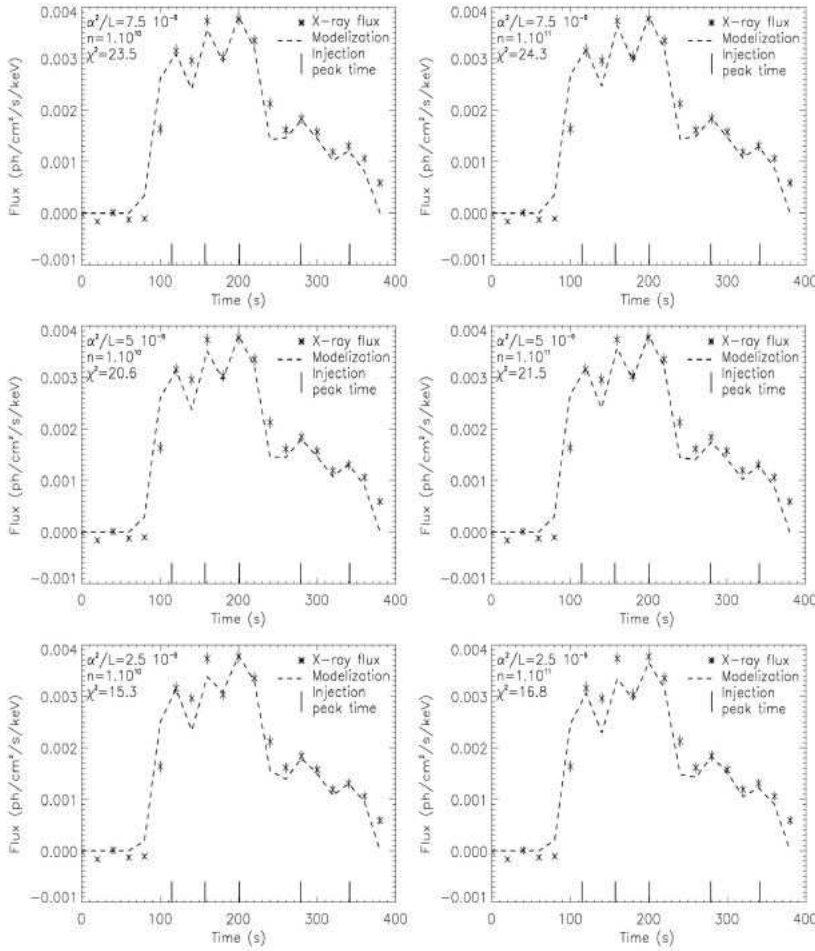 α²/L=7.5 10⁻⁹
n=1.10¹⁰
χ²=23.5
X-ray flux
Modelization
Injection
peak time
Flux (ph/cm²/s/keV)
0.004
0.003
0.002
0.001
0.000
−0.001
0 100 200 300 400
Time (s)
α²/L=7.5 10⁻⁹
n=1.10¹¹
χ²=24.3
X-ray flux
Modelization
Injection
peak time
Flux (ph/cm²/s/keV)
0.004
0.003
0.002
0.001
0.000
−0.001
0 100 200 300 400
Time (s)
α²/L=5 10⁻⁹
n=1.10¹⁰
χ²=20.6
X-ray flux
Modelization
Injection
peak time
Flux (ph/cm²/s/keV)
0.004
0.003
0.002
0.001
0.000
−0.001
0 100 200 300 400
Time (s)
α²/L=5 10⁻⁹
n=1.10¹¹
χ²=21.5
X-ray flux
Modelization
Injection
peak time
Flux (ph/cm²/s/keV)
0.004
0.003
0.002
0.001
0.000
−0.001
0 100 200 300 400
Time (s)
α²/L=2.5 10⁻⁹
n=1.10¹⁰
χ²=15.3
X-ray flux
Modelization
Injection
peak time
Flux (ph/cm²/s/keV)
0.004
0.003
0.002
0.001
0.000
−0.001
0 100 200 300 400
Time (s)
α²/L=2.5 10⁻⁹
n=1.10¹¹
χ²=16.8
X-ray flux
Modelization
Injection
peak time
Flux (ph/cm²/s/keV)
0.004
0.003
0.002
0.001
0.000
−0.001
0 100 200 300 400
Time (s)